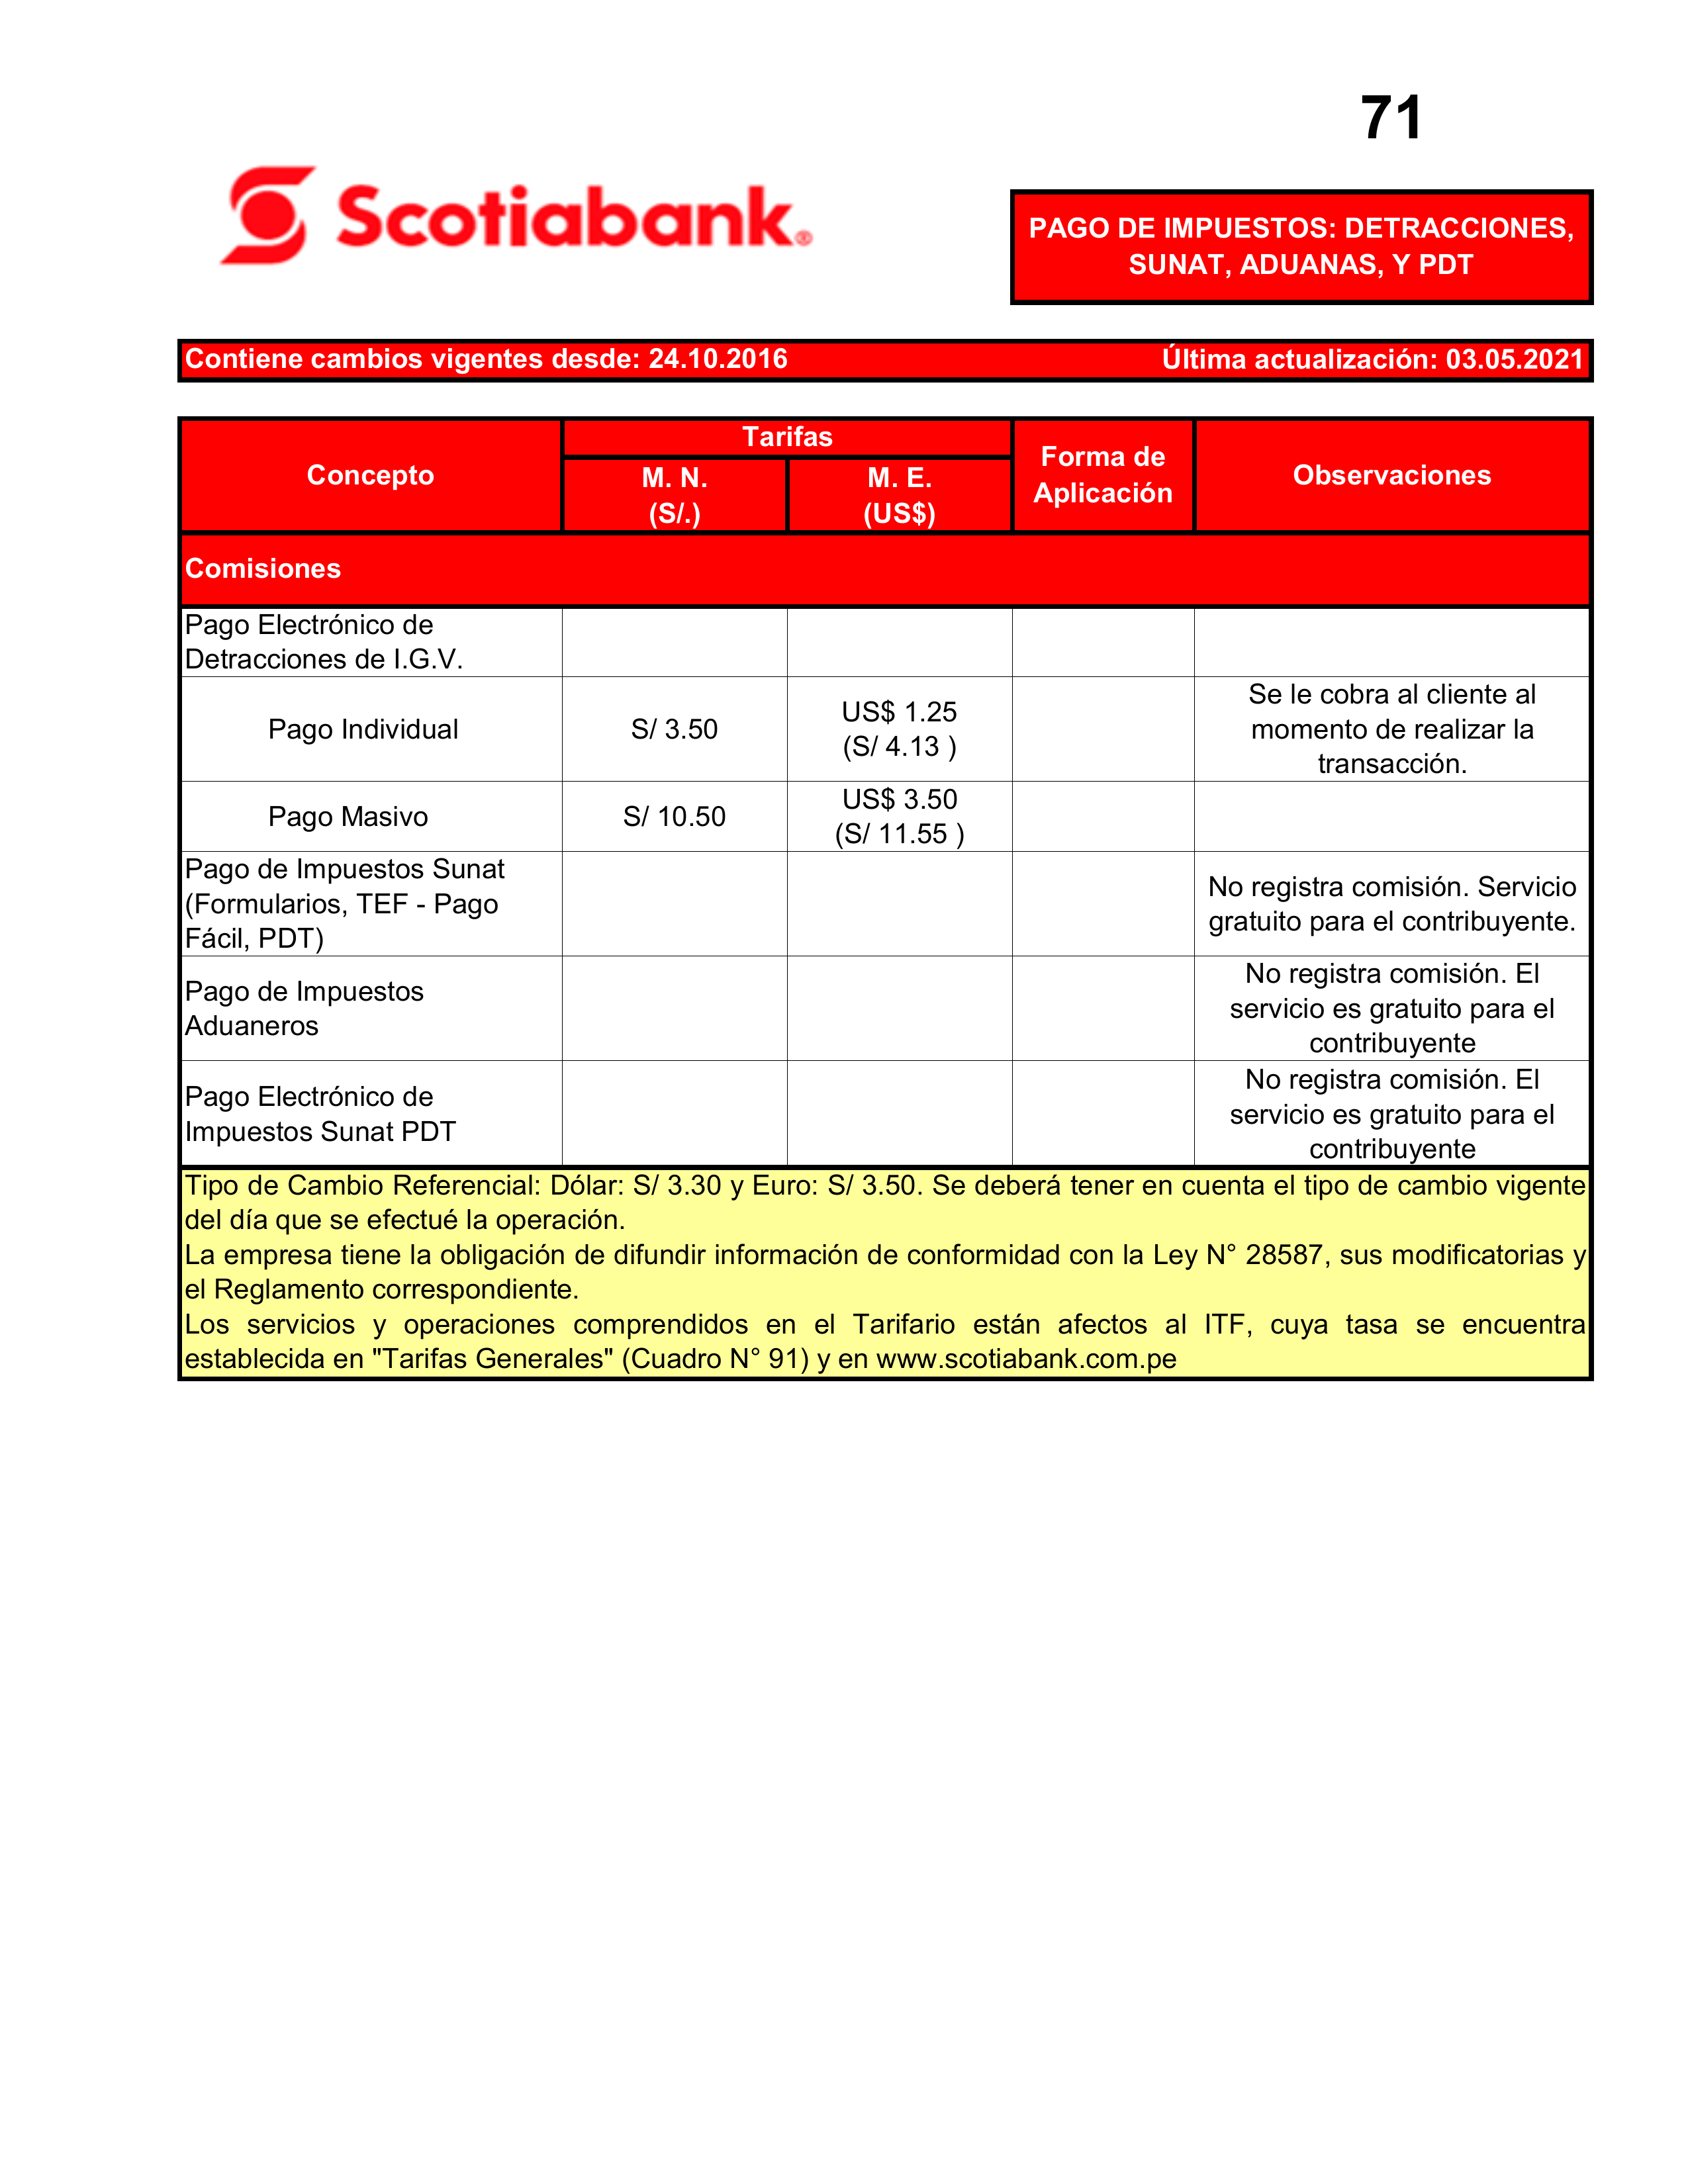 71
Scotiabank®
PAGO DE IMPUESTOS: DETRACCIONES,
SUNAT, ADUANAS, Y PDT
Contiene cambios vigentes desde: 24.10.2016
Última actualización: 03.05.2021
Concepto
Tarifas
M. N.
(S/.)
M. E.
(US$)
Forma de
Aplicación
Observaciones
Comisiones
Pago Electrónico de
Detracciones de I.G.V.
Pago Individual
S/ 3.50
US$ 1.25
(S/ 4.13 )
Se le cobra al cliente al
momento de realizar la
transacción.
Pago Masivo
S/ 10.50
US$ 3.50
(S/ 11.55 )
Pago de Impuestos Sunat
(Formularios, TEF - Pago
Fácil, PDT)
No registra comisión. Servicio
gratuito para el contribuyente.
Pago de Impuestos
Aduaneros
No registra comisión. El
servicio es gratuito para el
contribuyente
Pago Electrónico de
Impuestos Sunat PDT
No registra comisión. El
servicio es gratuito para el
contribuyente
Tipo de Cambio Referencial: Dólar: S/ 3.30 y Euro: S/ 3.50. Se deberá tener en cuenta el tipo de cambio vigente
del día que se efectué la operación.
La empresa tiene la obligación de difundir información de conformidad con la Ley N° 28587, sus modificatorias y
el Reglamento correspondiente.
Los servicios y operaciones comprendidos en el Tarifario están afectos al ITF, cuya tasa se encuentra
establecida en "Tarifas Generales" (Cuadro N° 91) y en www.scotiabank.com.pe